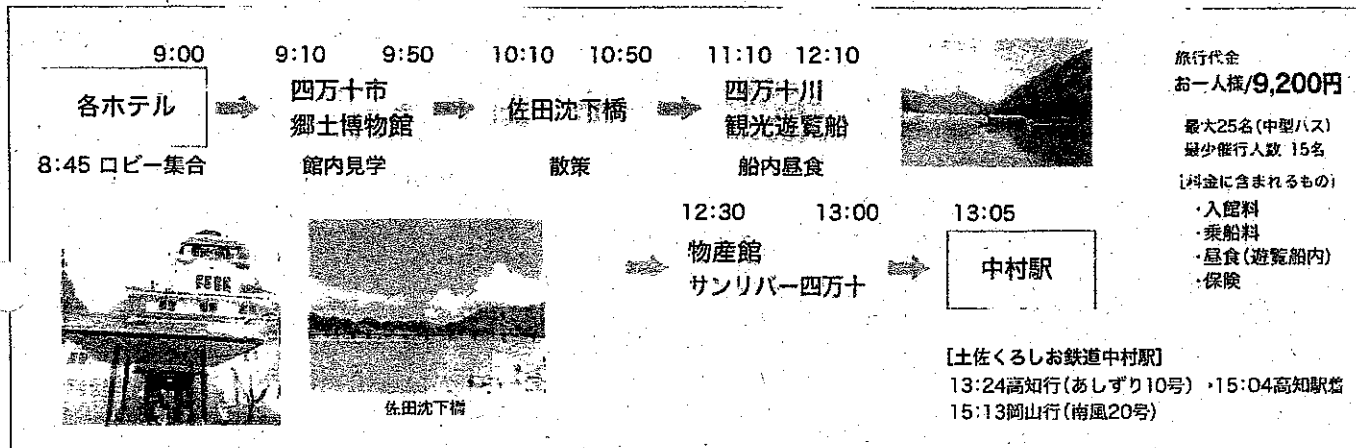 9:00
9:10 9:50
10:10 10:50
11:10 12:10
各ホテル
四万十市
郷土博物館
佐田沈下橋
四万十川
観光遊覧船
8:45 ロビー集合
館内見学
散策
船内昼食
12:30 13:00
13:05
物産館
サンリバー四万十
中村駅
佐田沈下橋
[土佐くろしお鉄道中村駅]
13:24高知行(あしずり10号)・15:04高知駅着
15:13岡山行(南風20号)
旅行代金
お一人様/9,200円
最大25名(中型バス)
最少催行人数 15名
[料金に含まれるもの]
・入館料
・乗船料
・昼食(遊覧船内)
・保険